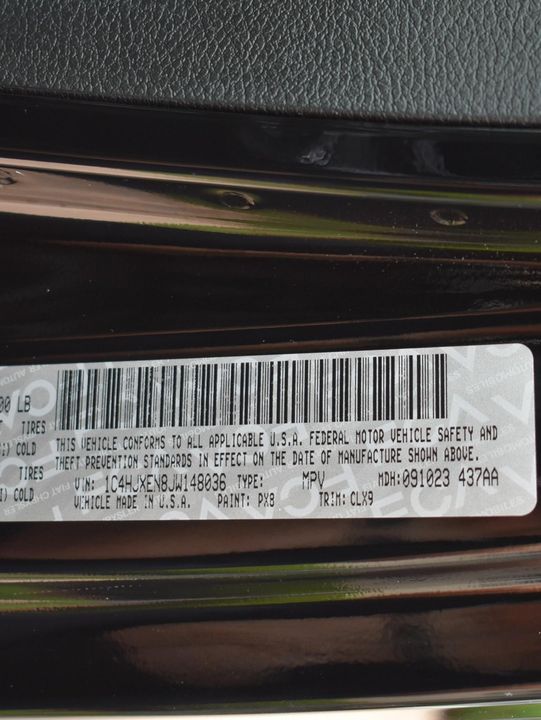 00 LB
TIRES
COLD
TIRES
COLD
THIS VEHICLE CONFORMS TO ALL APPLICABLE U.S.A. FEDERAL MOTOR VEHICLE SAFETY AND
THEFT PREVENTION STANDARDS IN EFFECT ON THE DATE OF MANUFACTURE SHOWN ABOVE.
VIN: 1C4HJXEN8JW148036 TYPE: MPV MDH:091023 437AA
VEHICLE MADE IN U.S.A. PAINT: PX8 TRIM: CLX9